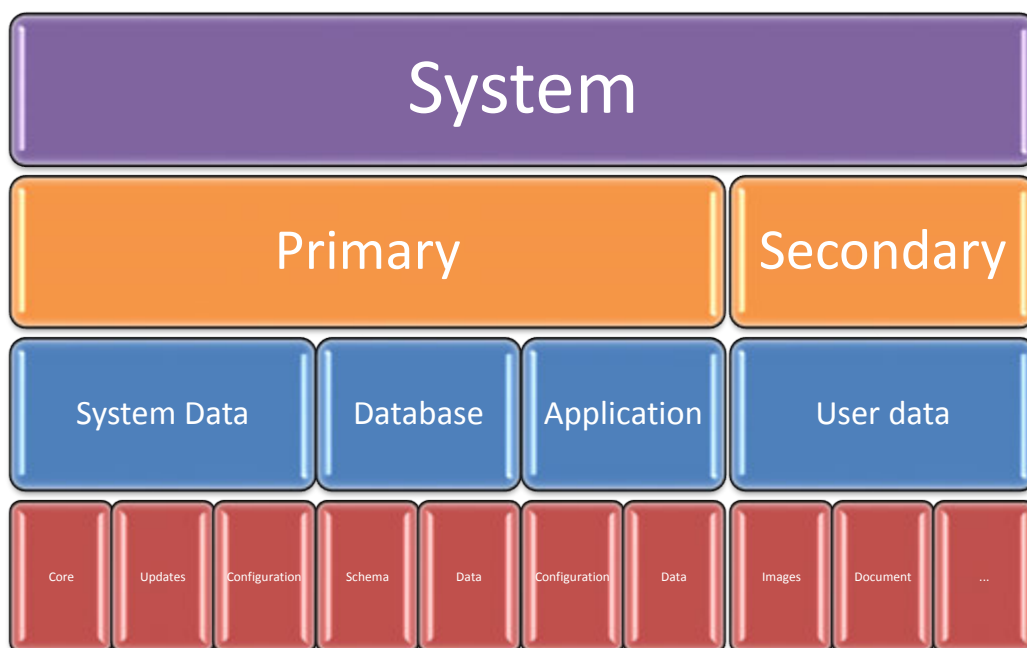 System
Primary
Secondary
System Data
Database
Application
User data
Core
Updates
Configuration
Schema
Data
Configuration
Data
Images
Document
...